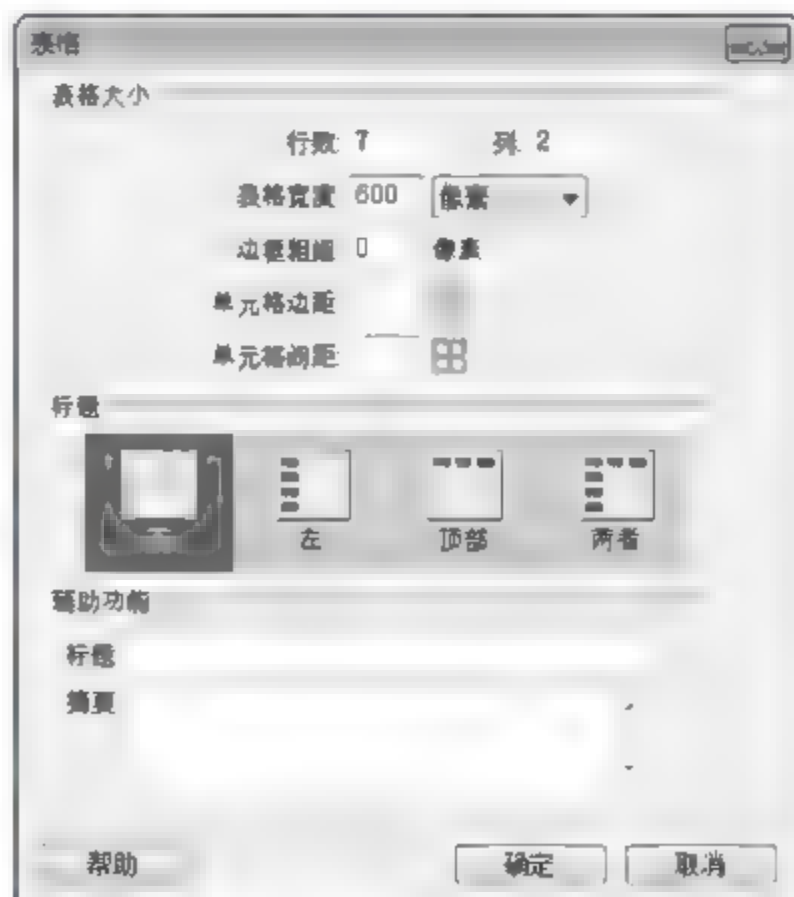 表格
表格大小
行数: 7 列: 2
表格宽度: 600 像素
边框粗细: 0 像素
单元格边距:
单元格间距:
标题
左 顶部 两者
辅助功能
标题:
摘要:
帮助 确定 取消